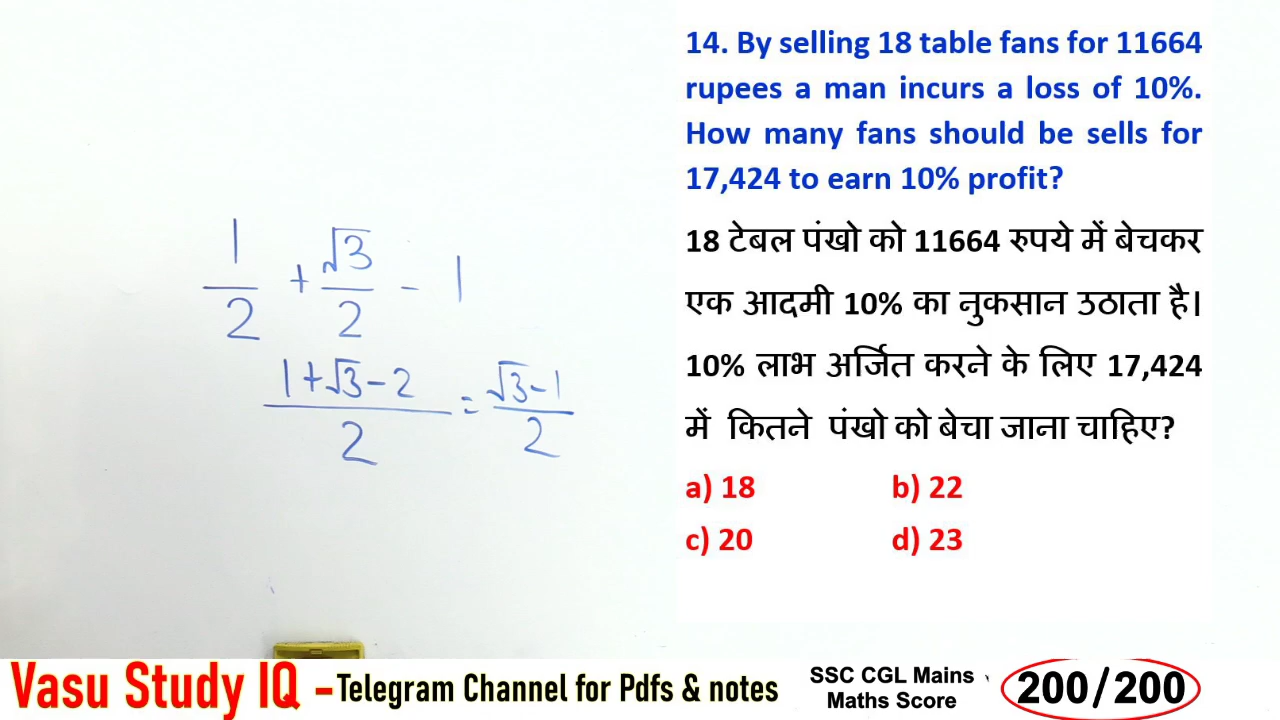 1/2 + √3/2 - 1
(1+√3-2)/2 = (√3-1)/2
14. By selling 18 table fans for 11664
rupees a man incurs a loss of 10%.
How many fans should be sells for
17,424 to earn 10% profit?
18 टेबल पंखो को 11664 रुपये में बेचकर
एक आदमी 10% का नुकसान उठाता है।
10% लाभ अर्जित करने के लिए 17,424
में कितने पंखो को बेचा जाना चाहिए?
a) 18 b) 22
c) 20 d) 23
Vasu Study IQ - Telegram Channel for Pdfs & notes
SSC CGL Mains
Maths Score
200/200